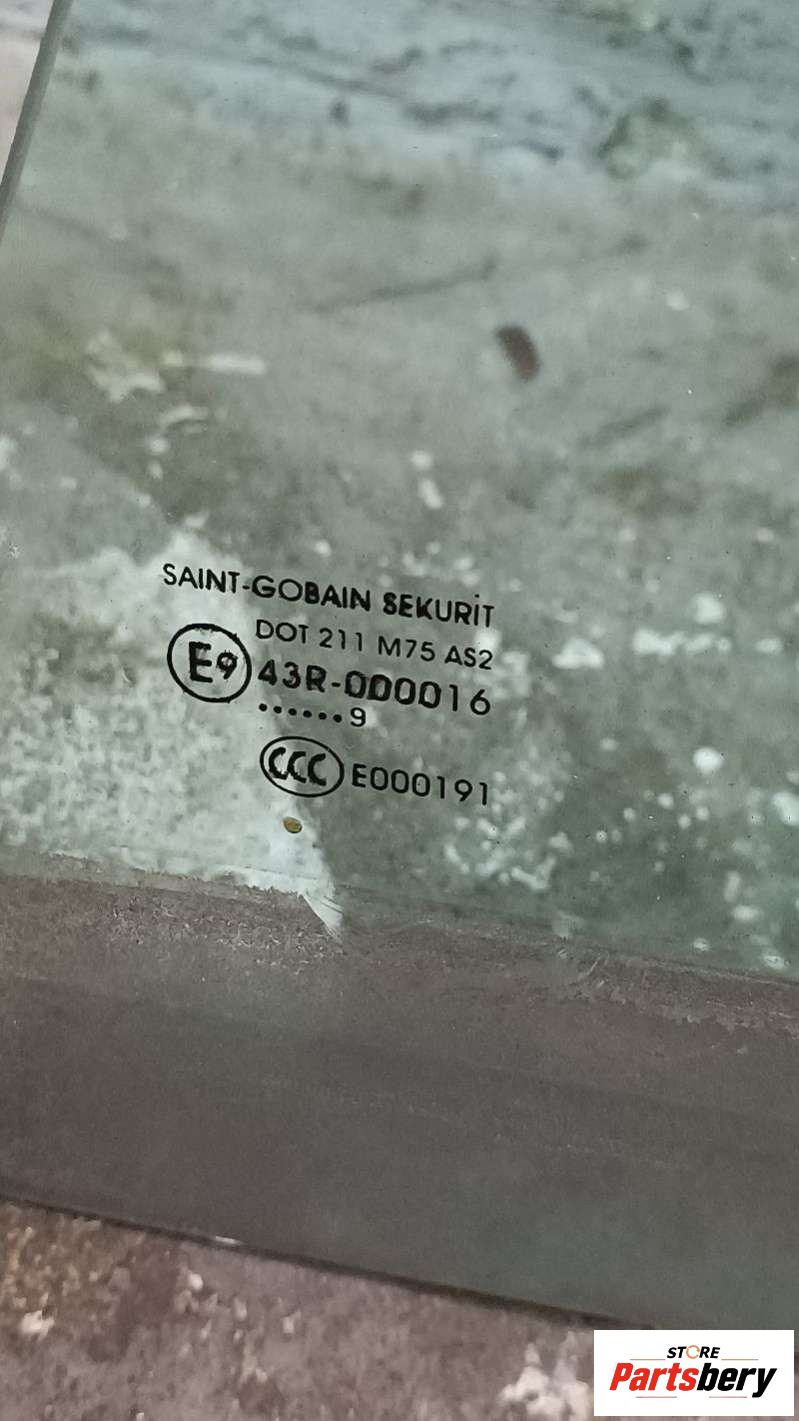 SAINT-GOBAIN SEKURIT
DOT 211 M75 AS2
E9 43R-000016
......9
CCC E000191
STORE
Partsbery